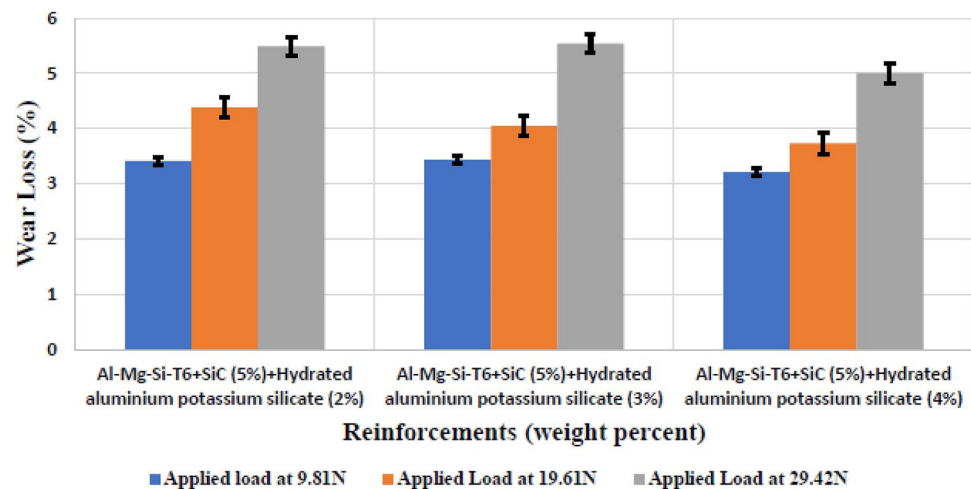 6
5
4
3
2
1
0
Wear Loss (%)
Al-Mg-Si-T6+SiC (5%)+Hydrated
aluminium potassium silicate (2%)
Al-Mg-Si-T6+SiC (5%)+Hydrated
aluminium potassium silicate (3%)
Al-Mg-Si-T6+SiC (5%)+Hydrated
aluminium potassium silicate (4%)
Reinforcements (weight percent)
Applied load at 9.81N
Applied Load at 19.61N
Applied Load at 29.42N